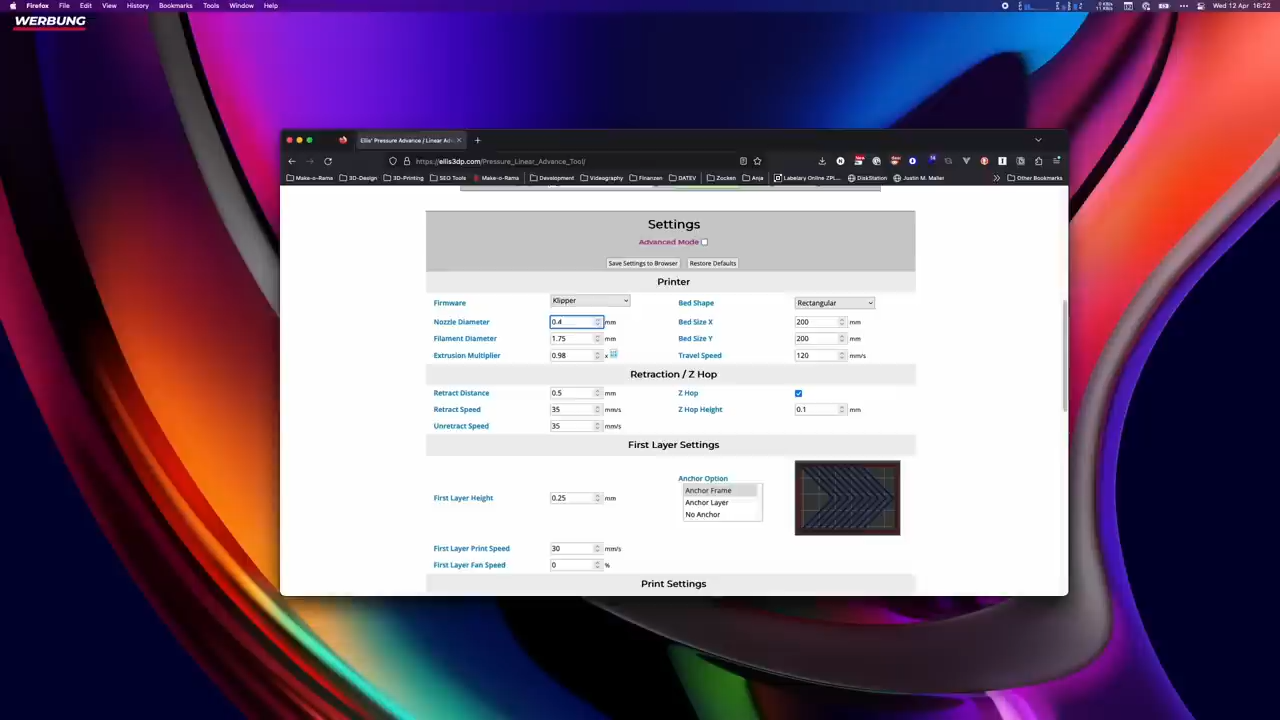 Firefox File Edit View History Bookmarks Tools Window Help Wed 12 Apr 16:22
WERBUNG
Ellis' Pressure Advance / Linear Ad
https://ellis3dp.com/Pressure_Linear_Advance_Tool/
Make-o-Rama 3D-Design 3D-Printing SEO Tools Make-o-Rama Development Videography Finanzen DATEV Zocken Anja Labelary Online ZPL... DiskStation Justin M. Maller Other Bookmarks
Settings
Advanced Mode
Save Settings to Browser Restore Defaults
Printer
Firmware Klipper Bed Shape Rectangular
Nozzle Diameter 0.4 mm Bed Size X 200 mm
Filament Diameter 1.75 mm Bed Size Y 200 mm
Extrusion Multiplier 0.98 x Travel Speed 120 mm/s
Retraction / Z Hop
Retract Distance 0.5 mm Z Hop
Retract Speed 35 mm/s Z Hop Height 0.1 mm
Unretract Speed 35 mm/s
First Layer Settings
Anchor Option
Anchor Frame
First Layer Height 0.25 mm Anchor Layer
No Anchor
First Layer Print Speed 30 mm/s
First Layer Fan Speed 0 %
Print Settings